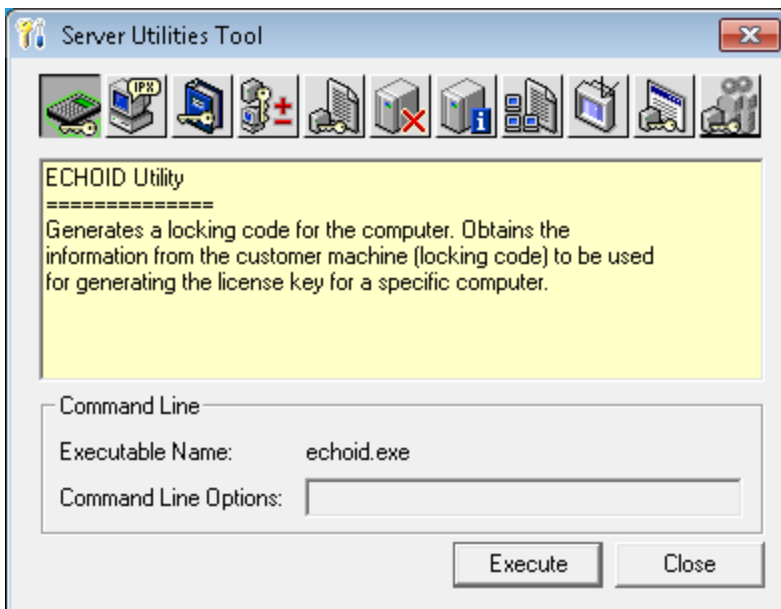 Server Utilities Tool
IPX
ECHOID Utility
==============
Generates a locking code for the computer. Obtains the
information from the customer machine (locking code) to be used
for generating the license key for a specific computer.
Command Line
Executable Name: echoid.exe
Command Line Options:
Execute Close